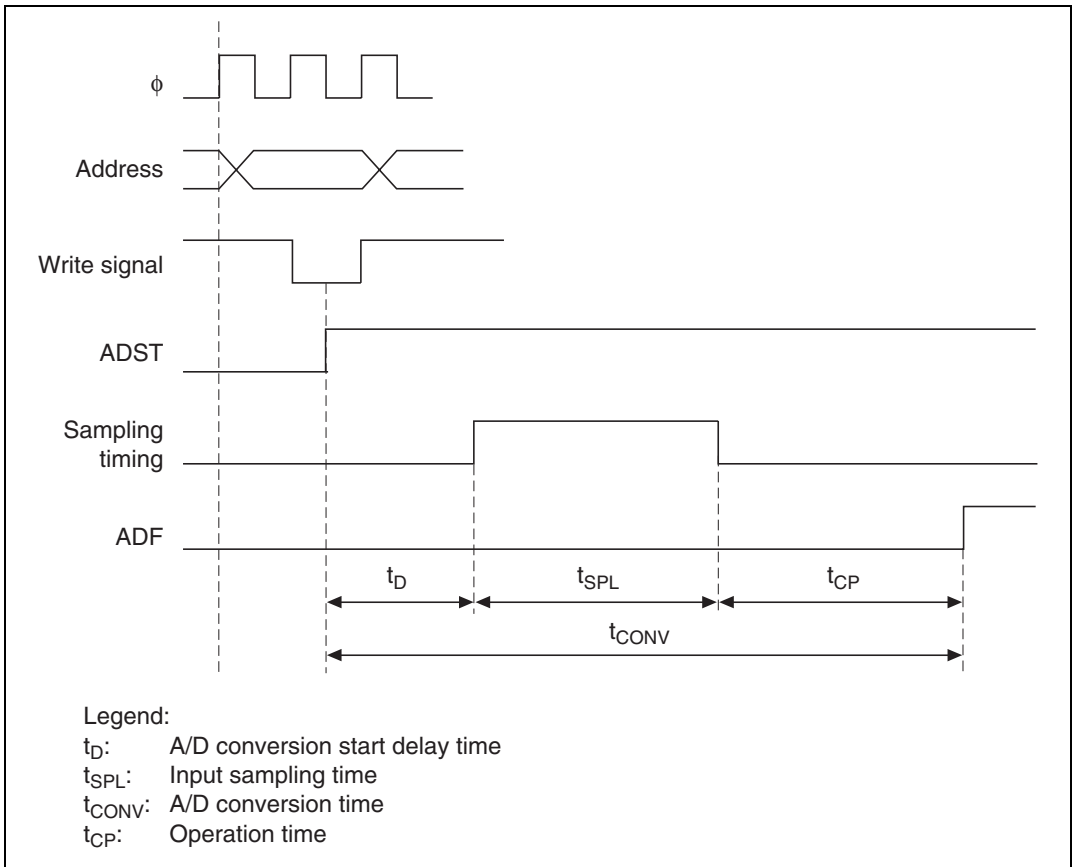 ϕ
Address
Write signal
ADST
Sampling
timing
ADF
tD
tSPL
tCP
tCONV
Legend:
tD: A/D conversion start delay time
tSPL: Input sampling time
tCONV: A/D conversion time
tCP: Operation time